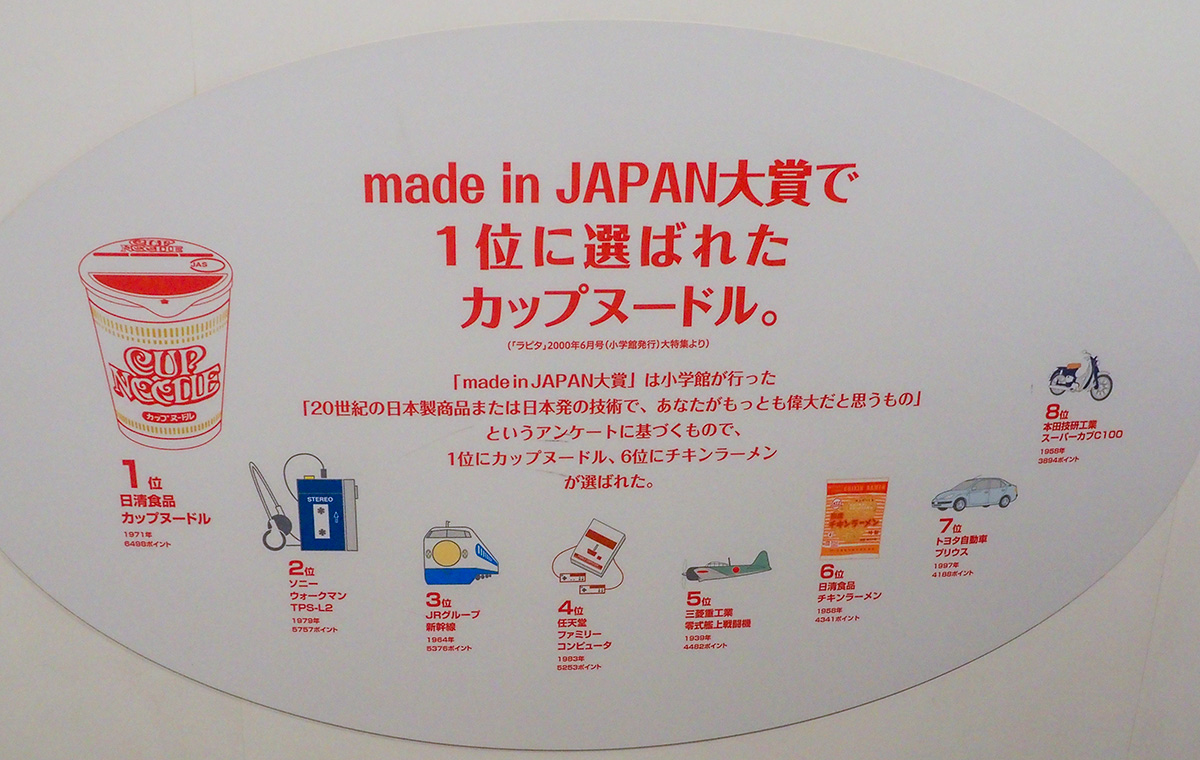 made in JAPAN大賞で
1位に選ばれた
カップヌードル。
(「ラピタ」2000年6月号(小学館発行)大特集より)
「made in JAPAN大賞」は小学館が行った
「20世紀の日本製商品または日本発の技術で、あなたがもっとも偉大だと思うもの」
というアンケートに基づくもので、
1位にカップヌードル、6位にチキンラーメン
が選ばれた。
CUP
NOODLE
JAS
CUP
NOODLE
カップヌードル
1位
日清食品
カップヌードル
1971年
6498ポイント
STEREO
2位
ソニー
ウォークマン
TPS-L2
1979年
5757ポイント
3位
JRグループ
新幹線
1964年
5376ポイント
4位
任天堂
ファミリー
コンピュータ
1983年
5253ポイント
5位
三菱重工業
零式艦上戦闘機
1939年
4482ポイント
チキンラーメン
6位
日清食品
チキンラーメン
1958年
4341ポイント
7位
トヨタ自動車
プリウス
1997年
4188ポイント
8位
本田技研工業
スーパーカブC100
1958年
3894ポイント